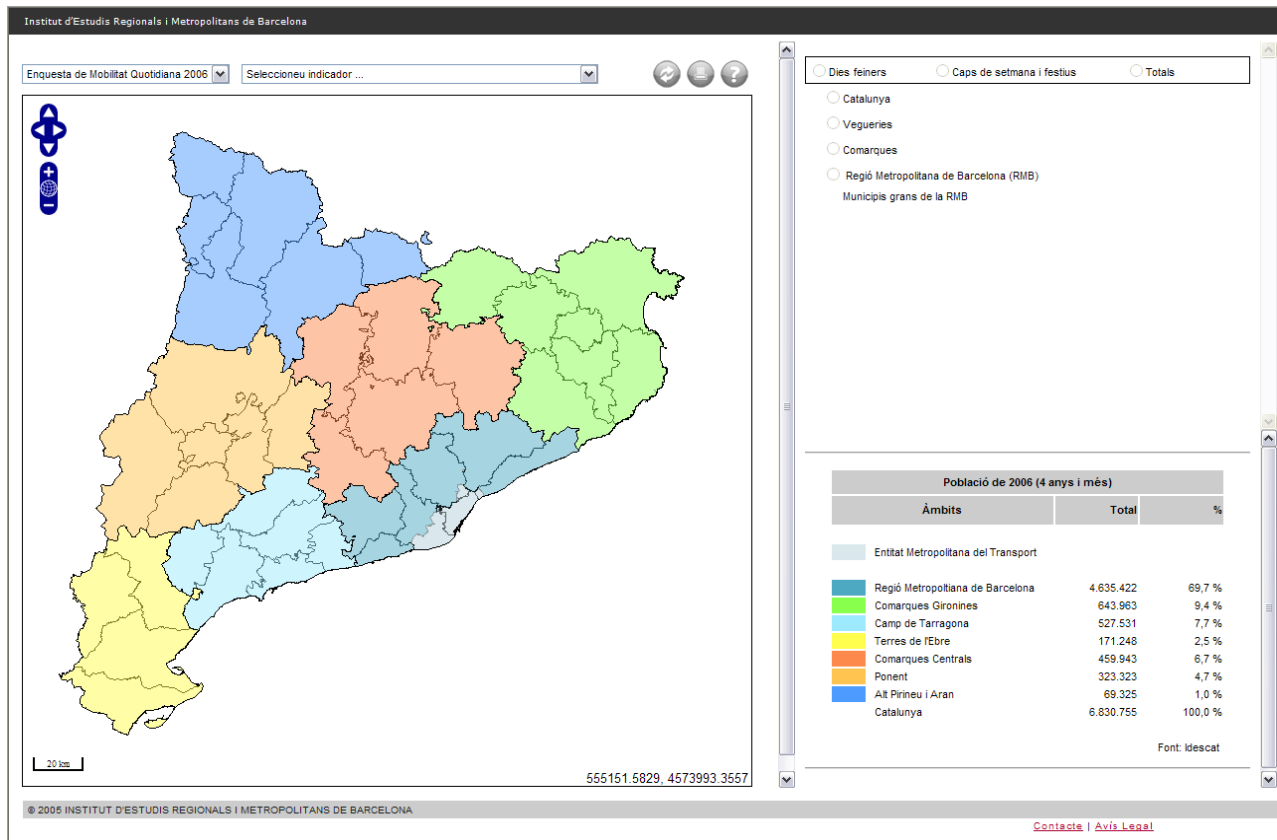 Institut d'Estudis Regionals i Metropolitans de Barcelona
Enquesta de Mobilitat Quotidiana 2006
Seleccioneu indicador ...
?
+
−
20 km
555151.5829, 4573993.3557
Dies feiners Caps de setmana i festius Totals
Catalunya
Vegueries
Comarques
Regió Metropolitana de Barcelona (RMB)
Municipis grans de la RMB
Població de 2006 (4 anys i més)
Àmbits Total %
Entitat Metropolitana del Transport
Regió Metropoltiana de Barcelona 4.635.422 69,7 %
Comarques Gironines 643.963 9,4 %
Camp de Tarragona 527.531 7,7 %
Terres de l'Ebre 171.248 2,5 %
Comarques Centrals 459.943 6,7 %
Ponent 323.323 4,7 %
Alt Pirineu i Aran 69.325 1,0 %
Catalunya 6.830.755 100,0 %
Font: Idescat
© 2005 INSTITUT D'ESTUDIS REGIONALS I METROPOLITANS DE BARCELONA
Contacte | Avís Legal